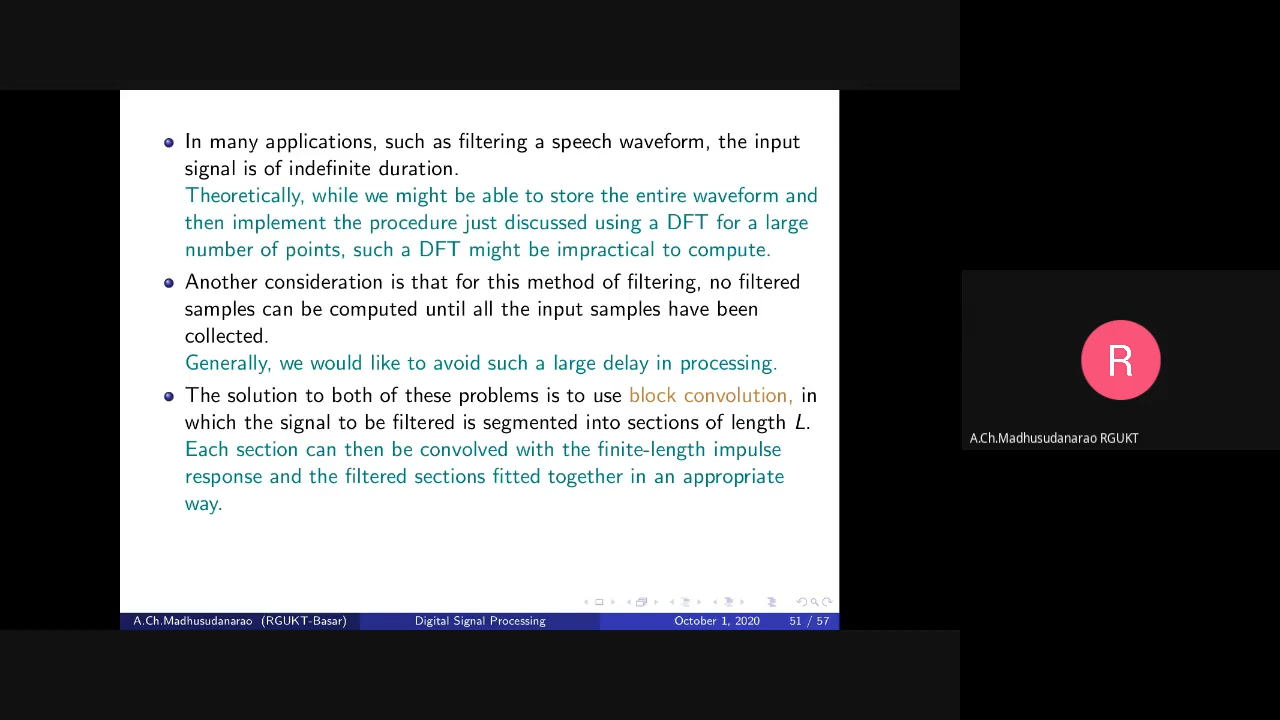 In many applications, such as filtering a speech waveform, the input
signal is of indefinite duration.
Theoretically, while we might be able to store the entire waveform and
then implement the procedure just discussed using a DFT for a large
number of points, such a DFT might be impractical to compute.
Another consideration is that for this method of filtering, no filtered
samples can be computed until all the input samples have been
collected.
Generally, we would like to avoid such a large delay in processing.
The solution to both of these problems is to use block convolution, in
which the signal to be filtered is segmented into sections of length L.
Each section can then be convolved with the finite-length impulse
response and the filtered sections fitted together in an appropriate
way.
A.Ch.Madhusudanarao (RGUKT-Basar) Digital Signal Processing October 1, 2020 51 / 57
R
A.Ch.Madhusudanarao RGUKT